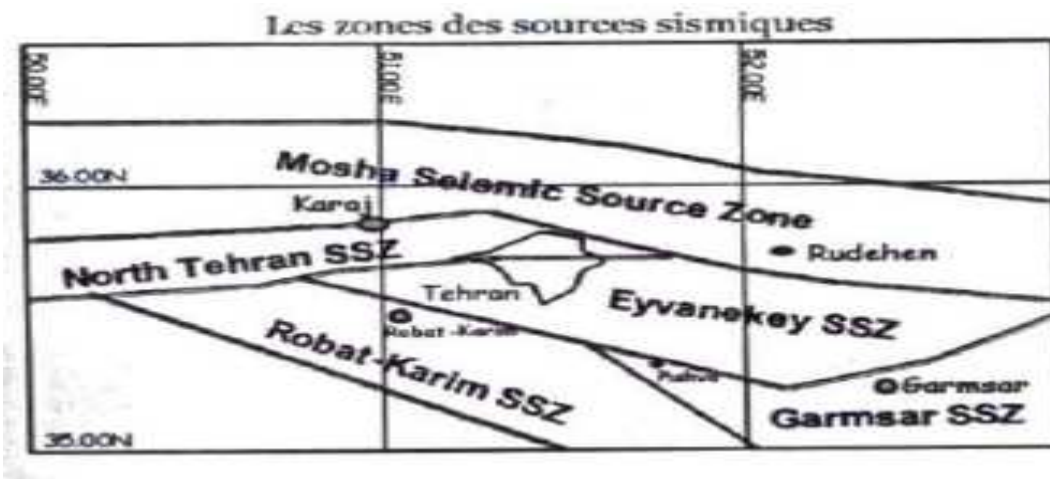 Les zones des sources sismiques
50.00E
51.00E
52.00E
36.00N
Mosha Seismic Source Zone
Karaj
Rudehen
North Tehran SSZ
Tehran
Eyvanekey SSZ
Robat-Karim
Robat-Karim SSZ
Garmsar
Garmsar SSZ
35.00N